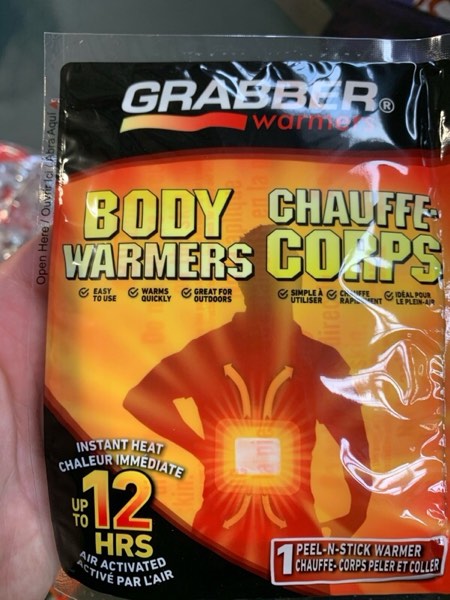 GRABBER®
warmers
Open Here / Ouvrir Ici / Abra Aquí
BODY
WARMERS
CHAUFFE-
CORPS
EASY
TO USE
WARMS
QUICKLY
GREAT FOR
OUTDOORS
SIMPLE À
UTILISER
CHAUFFE
RAPIDEMENT
IDÉAL POUR
LE PLEIN-AIR
INSTANT HEAT
CHALEUR IMMÉDIATE
UP TO
12
HRS
AIR ACTIVATED
ACTIVÉ PAR L'AIR
1 PEEL-N-STICK WARMER
CHAUFFE- CORPS PELER ET COLLER